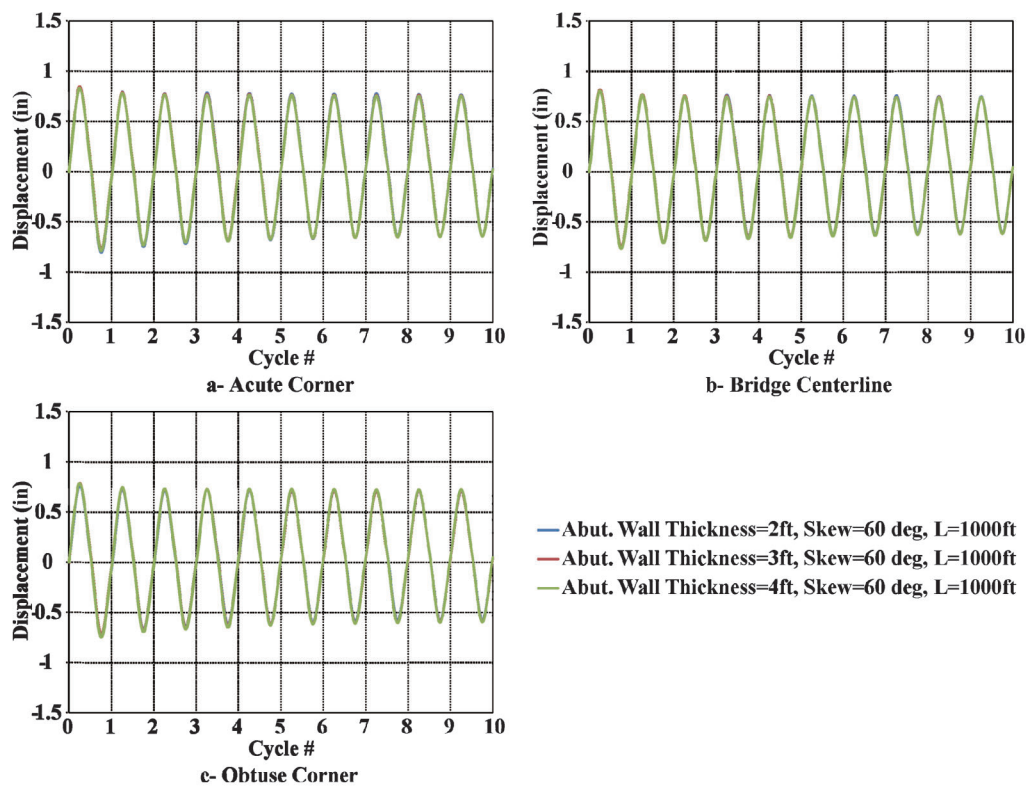 1.5
1
0.5
0
-0.5
-1
-1.5
Displacement (in)
0 1 2 3 4 5 6 7 8 9 10
Cycle #
a- Acute Corner
1.5
1
0.5
0
-0.5
-1
-1.5
Displacement (in)
0 1 2 3 4 5 6 7 8 9 10
Cycle #
b- Bridge Centerline
1.5
1
0.5
0
-0.5
-1
-1.5
Displacement (in)
0 1 2 3 4 5 6 7 8 9 10
Cycle #
c- Obtuse Corner
Abut. Wall Thickness=2ft, Skew=60 deg, L=1000ft
Abut. Wall Thickness=3ft, Skew=60 deg, L=1000ft
Abut. Wall Thickness=4ft, Skew=60 deg, L=1000ft